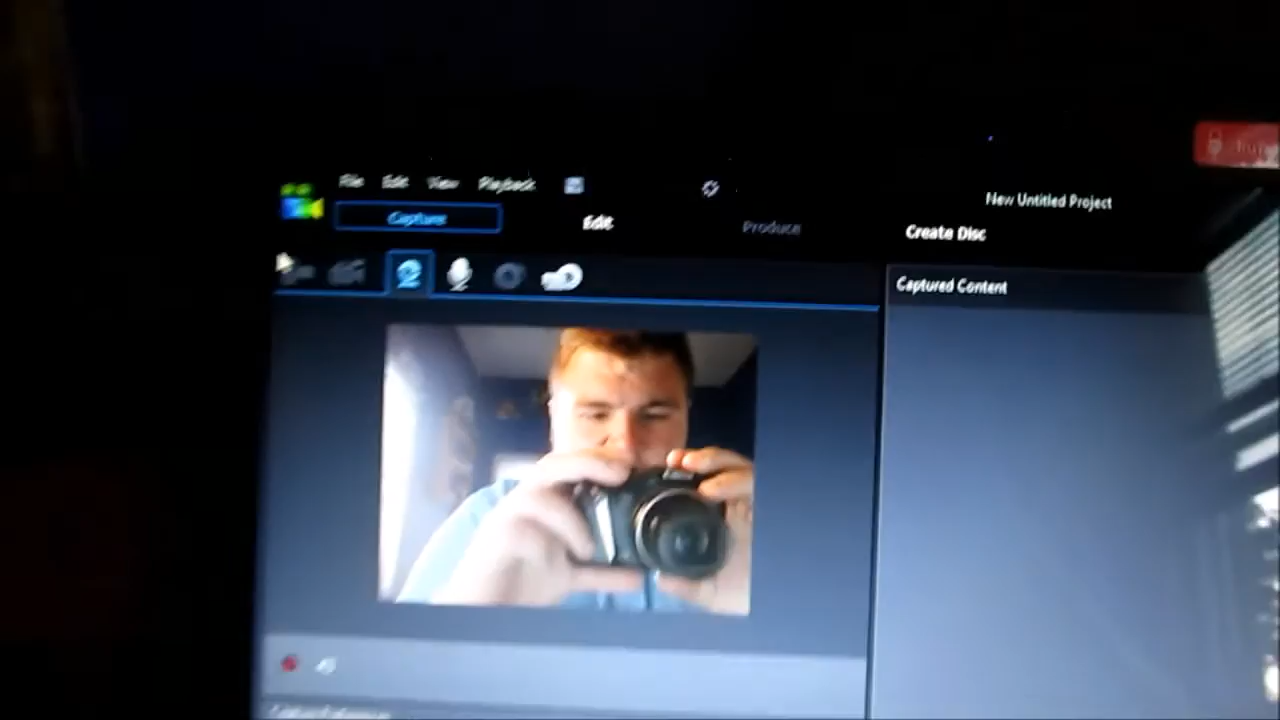 File Edit View Playback
New Untitled Project
Capture Edit Produce Create Disc
Captured Content